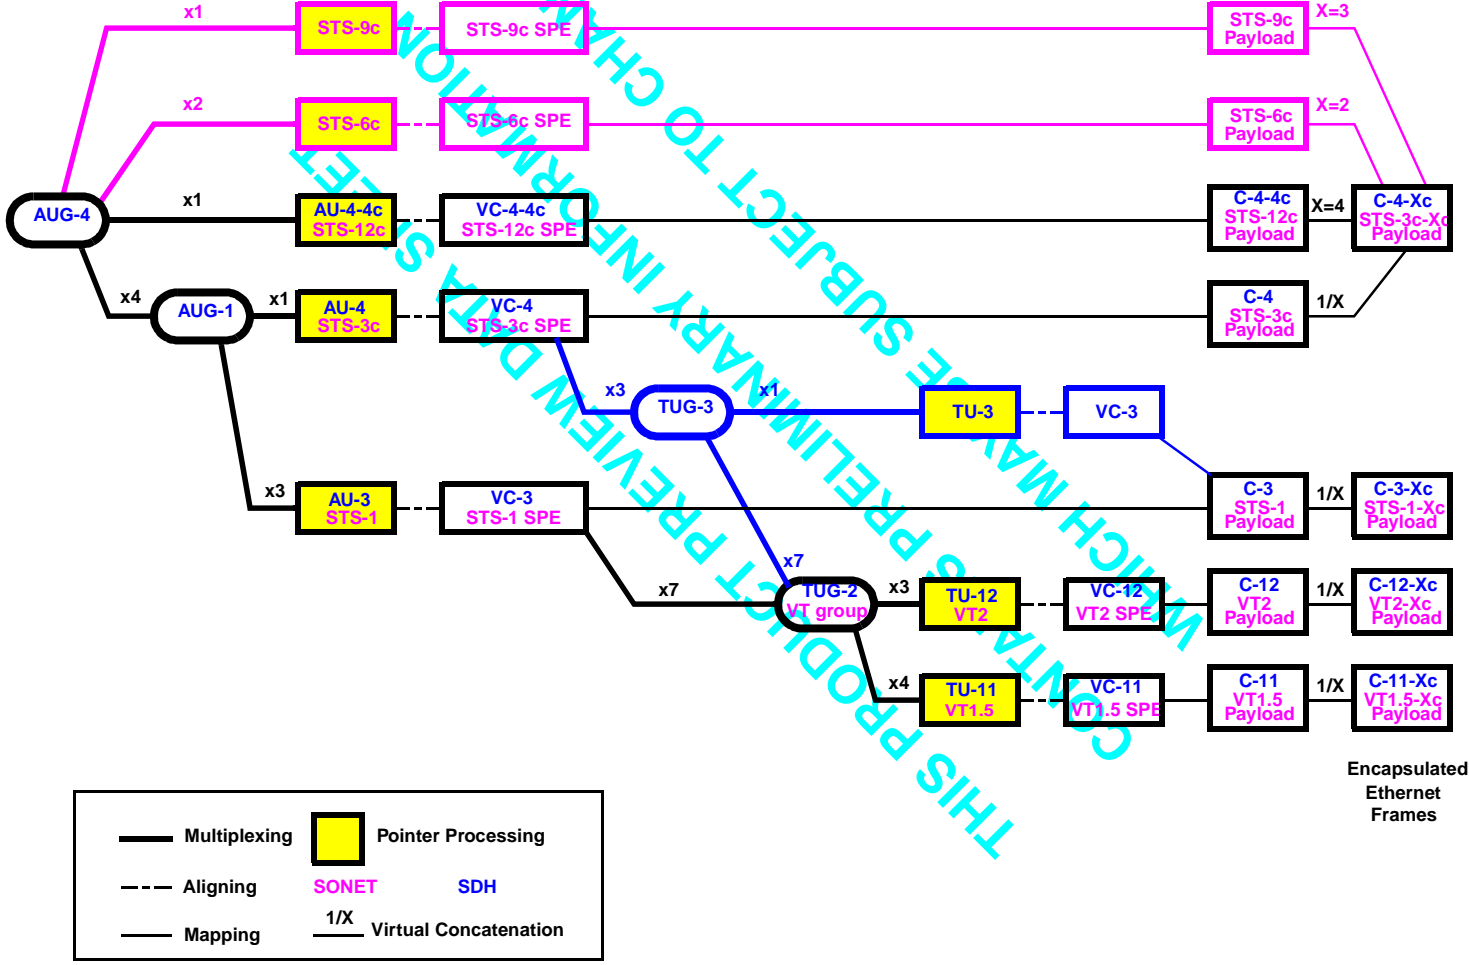 x1
STS-9c
STS-9c SPE
STS-9c
Payload
X=3
x2
STS-6c
STS-6c SPE
STS-6c
Payload
X=2
AUG-4
x1
AU-4-4c
STS-12c
VC-4-4c
STS-12c SPE
C-4-4c
STS-12c
Payload
X=4
C-4-Xc
STS-3c-Xc
Payload
x4
AUG-1
x1
AU-4
STS-3c
VC-4
STS-3c SPE
C-4
STS-3c
Payload
1/X
x3
TUG-3
x1
TU-3
VC-3
x3
AU-3
STS-1
VC-3
STS-1 SPE
C-3
STS-1
Payload
1/X
C-3-Xc
STS-1-Xc
Payload
x7
x7
TUG-2
VT group
x3
TU-12
VT2
VC-12
VT2 SPE
C-12
VT2
Payload
1/X
C-12-Xc
VT2-Xc
Payload
x4
TU-11
VT1.5
VC-11
VT1.5 SPE
C-11
VT1.5
Payload
1/X
C-11-Xc
VT1.5-Xc
Payload
Encapsulated
Ethernet
Frames
Multiplexing
Pointer Processing
Aligning
SONET
SDH
Mapping
1/X
Virtual Concatenation
THIS PRODUCT PREVIEW DATA SHEET
CONTAINS PRELIMINARY INFORMATION
WHICH MAY BE SUBJECT TO CHAN